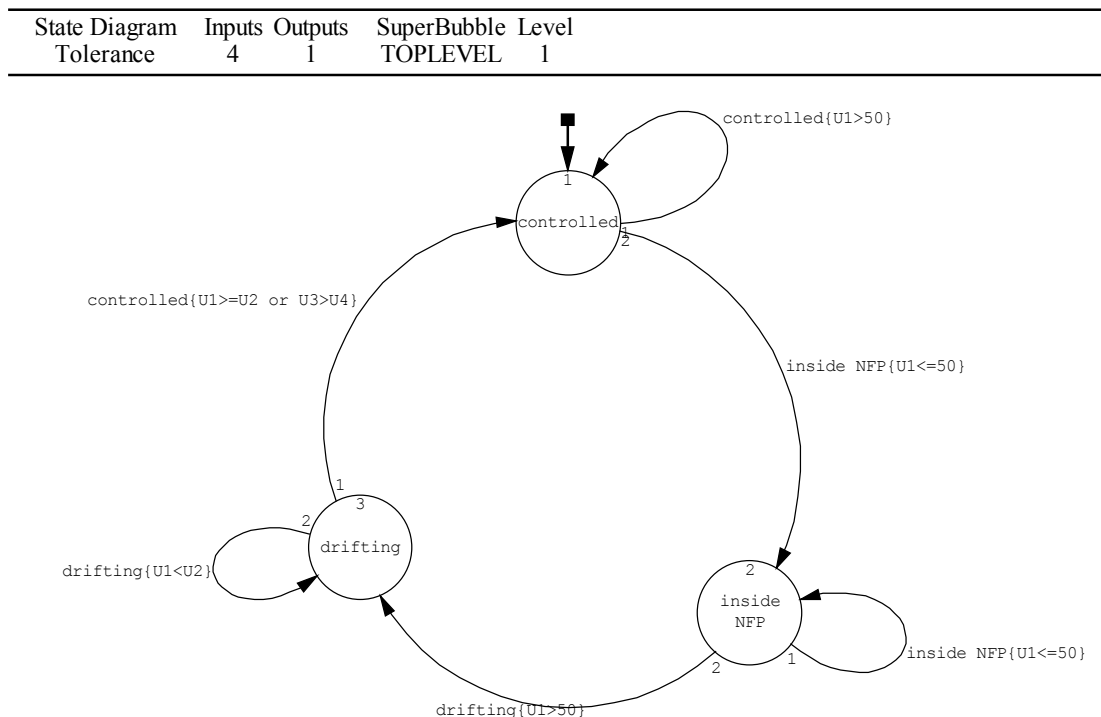 State Diagram Inputs Outputs SuperBubble Level
Tolerance 4 1 TOPLEVEL 1
controlled{U1>50}
1
controlled
1
2
controlled{U1>=U2 or U3>U4}
inside NFP{U1<=50}
1
3
2
drifting
drifting{U1<U2}
2
inside
NFP
1
2
inside NFP{U1<=50}
drifting{U1>50}